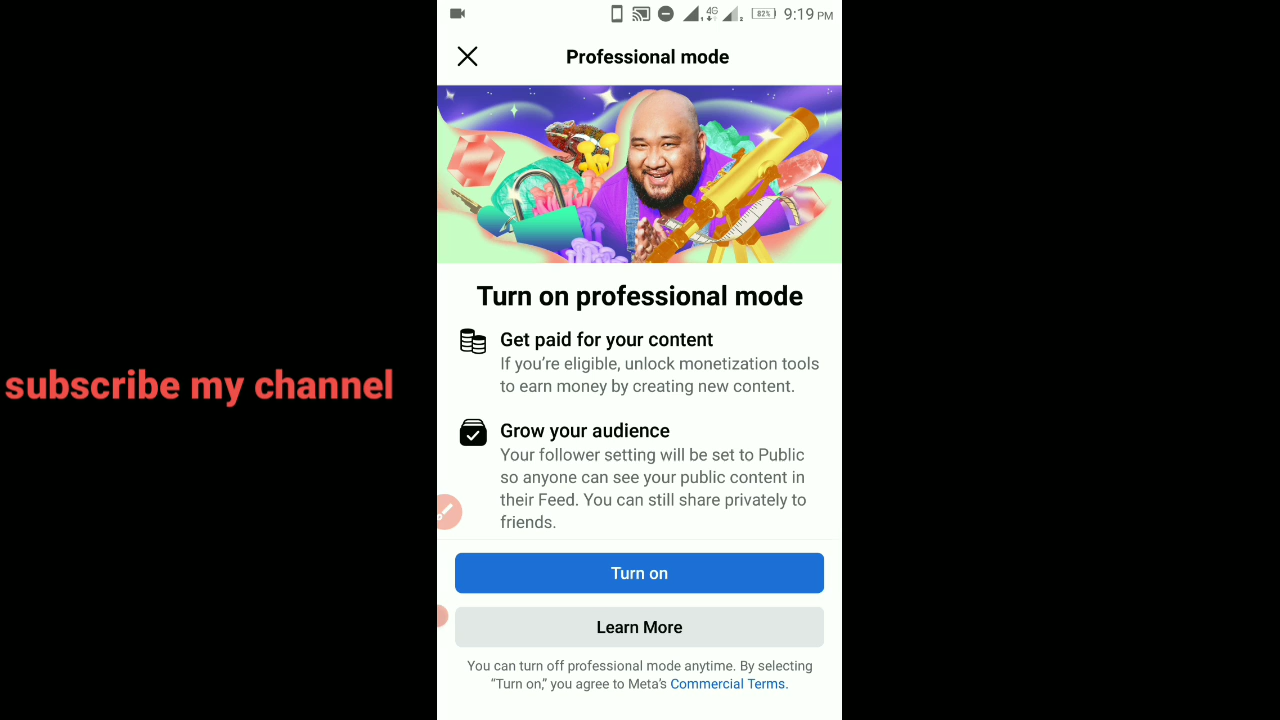 4G
1
2
82%
9:19 PM
Professional mode
Turn on professional mode
Get paid for your content
If you’re eligible, unlock monetization tools
to earn money by creating new content.
subscribe my channel
Grow your audience
Your follower setting will be set to Public
so anyone can see your public content in
their Feed. You can still share privately to
friends.
Turn on
Learn More
You can turn off professional mode anytime. By selecting
“Turn on,” you agree to Meta’s Commercial Terms.